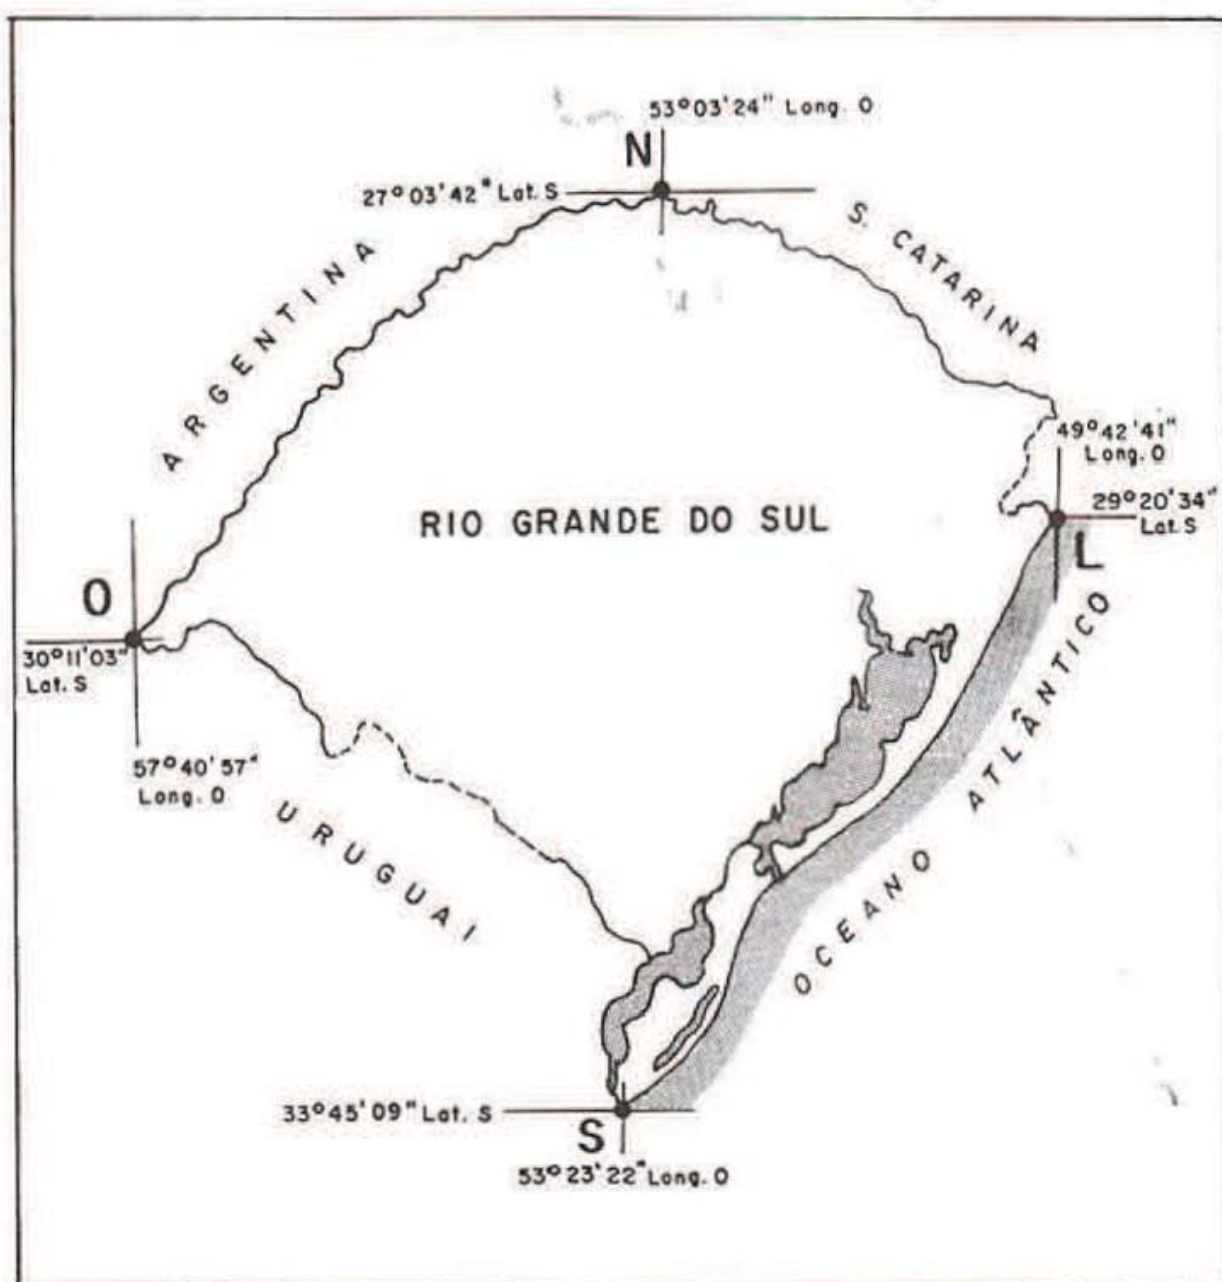 53°03'24" Long. O
N
27°03'42" Lat. S
S. CATARINA
ARGENTINA
49°42'41"
Long. O
29°20'34"
Lat. S
RIO GRANDE DO SUL
L
O
30°11'03"
Lat. S
57°40'57"
Long. O
URUGUAI
OCEANO ATLÂNTICO
33°45'09" Lat. S
S
53°23'22" Long. O